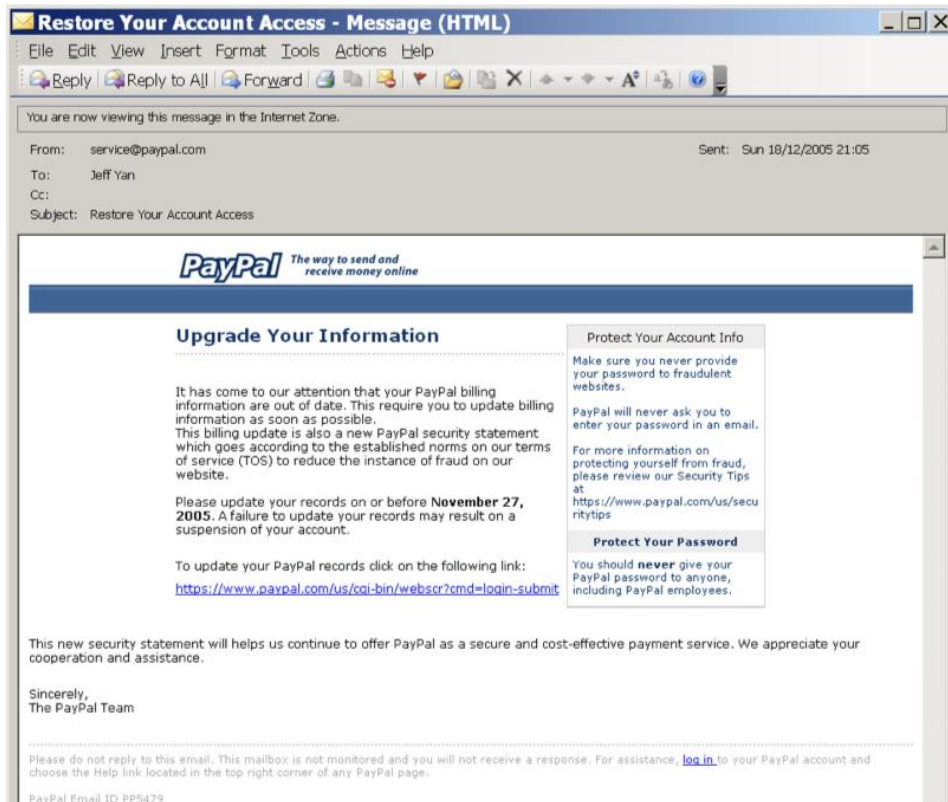 Restore Your Account Access - Message (HTML)
File Edit View Insert Format Tools Actions Help
Reply Reply to All Forward
You are now viewing this message in the Internet Zone.
From: service@paypal.com Sent: Sun 18/12/2005 21:05
To: Jeff Yan
Cc:
Subject: Restore Your Account Access
PayPal The way to send and
receive money online
Upgrade Your Information
It has come to our attention that your PayPal billing
information are out of date. This require you to update billing
information as soon as possible.
This billing update is also a new PayPal security statement
which goes according to the established norms on our terms
of service (TOS) to reduce the instance of fraud on our
website.
Please update your records on or before November 27,
2005. A failure to update your records may result on a
suspension of your account.
To update your PayPal records click on the following link:
https://www.paypal.com/us/cgi-bin/webscr?cmd=login-submit
Protect Your Account Info
Make sure you never provide
your password to fraudulent
websites.
PayPal will never ask you to
enter your password in an email.
For more information on
protecting yourself from fraud,
please review our Security Tips
at
https://www.paypal.com/us/secu
ritytips
Protect Your Password
You should never give your
PayPal password to anyone,
including PayPal employees.
This new security statement will helps us continue to offer PayPal as a secure and cost-effective payment service. We appreciate your
cooperation and assistance.
Sincerely,
The PayPal Team
Please do not reply to this email. This mailbox is not monitored and you will not receive a response. For assistance, log in to your PayPal account and
choose the Help link located in the top right corner of any PayPal page.
PayPal Email ID PP5479